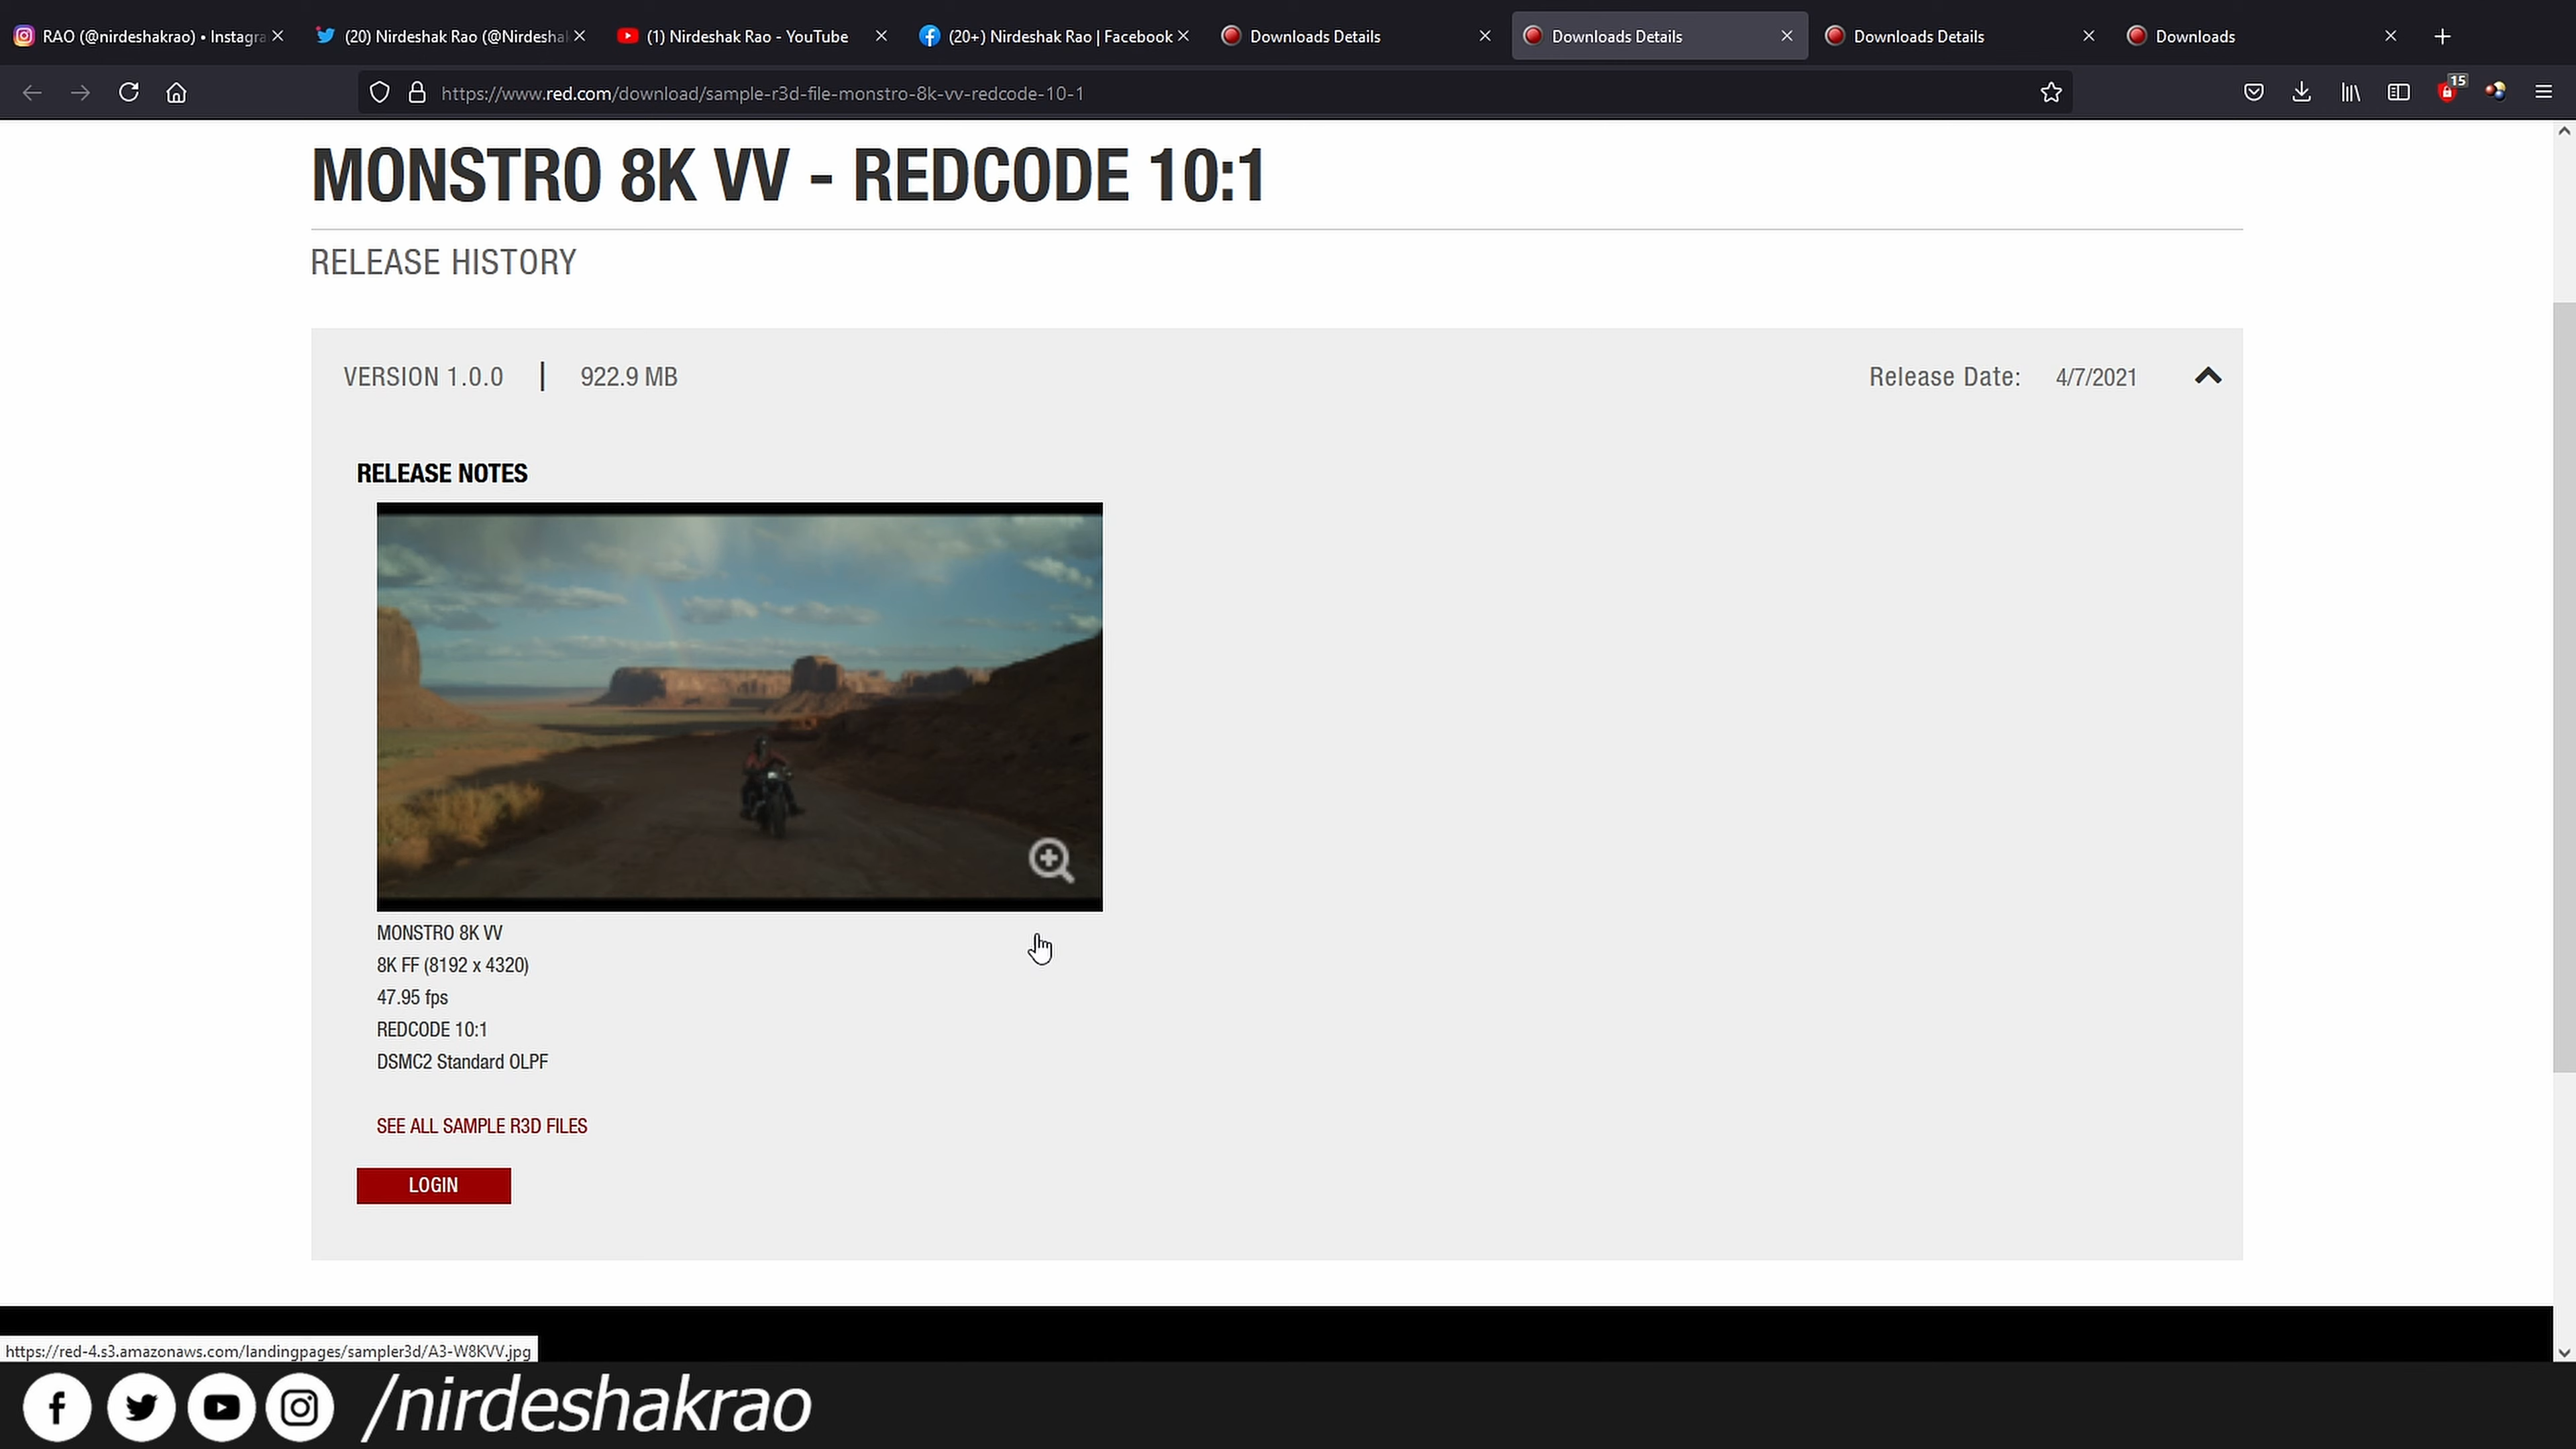 RAO (@nirdeshakrao) • Instagra
(20) Nirdeshak Rao (@Nirdeshal
(1) Nirdeshak Rao - YouTube
(20+) Nirdeshak Rao | Facebook
Downloads Details
Downloads Details
Downloads Details
Downloads
https://www.red.com/download/sample-r3d-file-monstro-8k-vv-redcode-10-1
15
MONSTRO 8K VV - REDCODE 10:1
RELEASE HISTORY
VERSION 1.0.0 | 922.9 MB
Release Date: 4/7/2021
RELEASE NOTES
MONSTRO 8K VV
8K FF (8192 x 4320)
47.95 fps
REDCODE 10:1
DSMC2 Standard OLPF
SEE ALL SAMPLE R3D FILES
LOGIN
https://red-4.s3.amazonaws.com/landingpages/sampler3d/A3-W8KVV.jpg
/nirdeshakrao